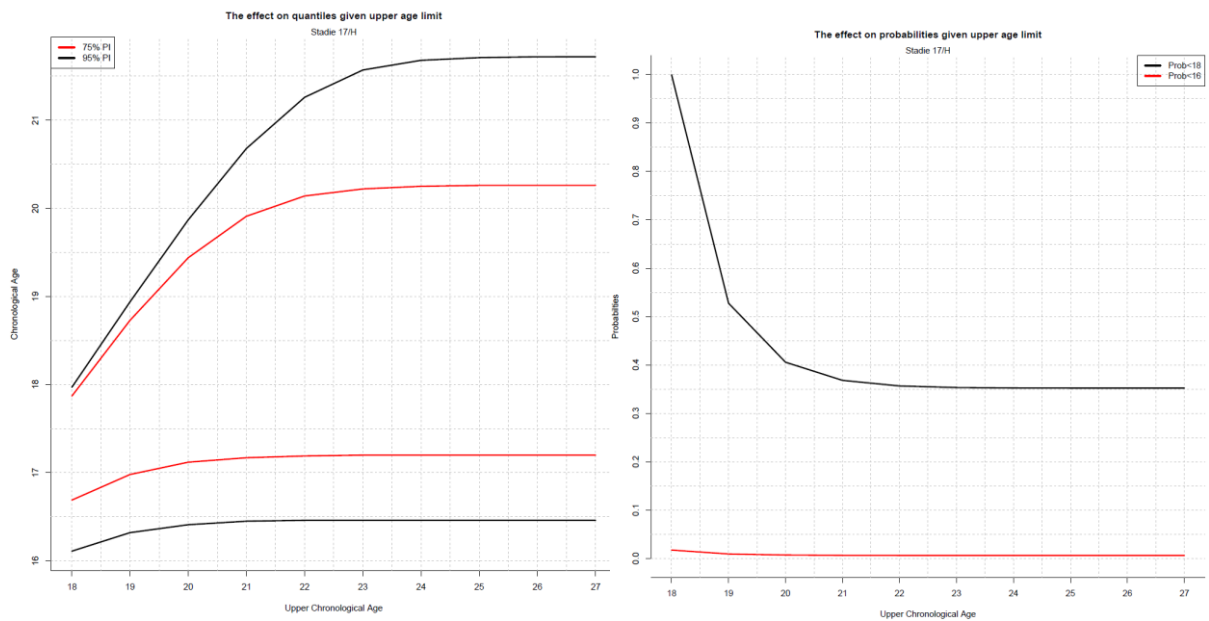 The effect on quantiles given upper age limit
Stadie 17/H
75% PI
95% PI
Chronological Age
21
20
19
18
17
16
18 19 20 21 22 23 24 25 26 27
Upper Chronological Age
The effect on probabilities given upper age limit
Stadie 17/H
Prob<18
Prob<16
Probabilties
1.0
0.9
0.8
0.7
0.6
0.5
0.4
0.3
0.2
0.1
0.0
18 19 20 21 22 23 24 25 26 27
Upper Chronological Age